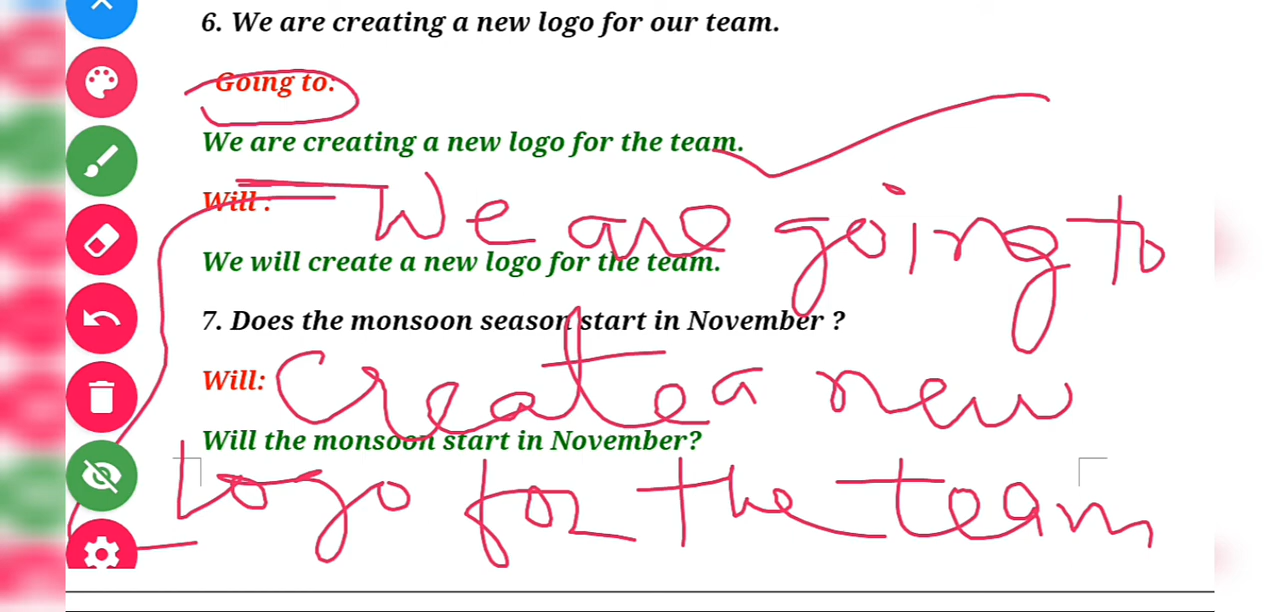 6. We are creating a new logo for our team.
Going to:
We are creating a new logo for the team.
Will :
We are going to
We will create a new logo for the team.
7. Does the monsoon season start in November ?
Will:
create a new
Will the monsoon start in November?
Logo for the team